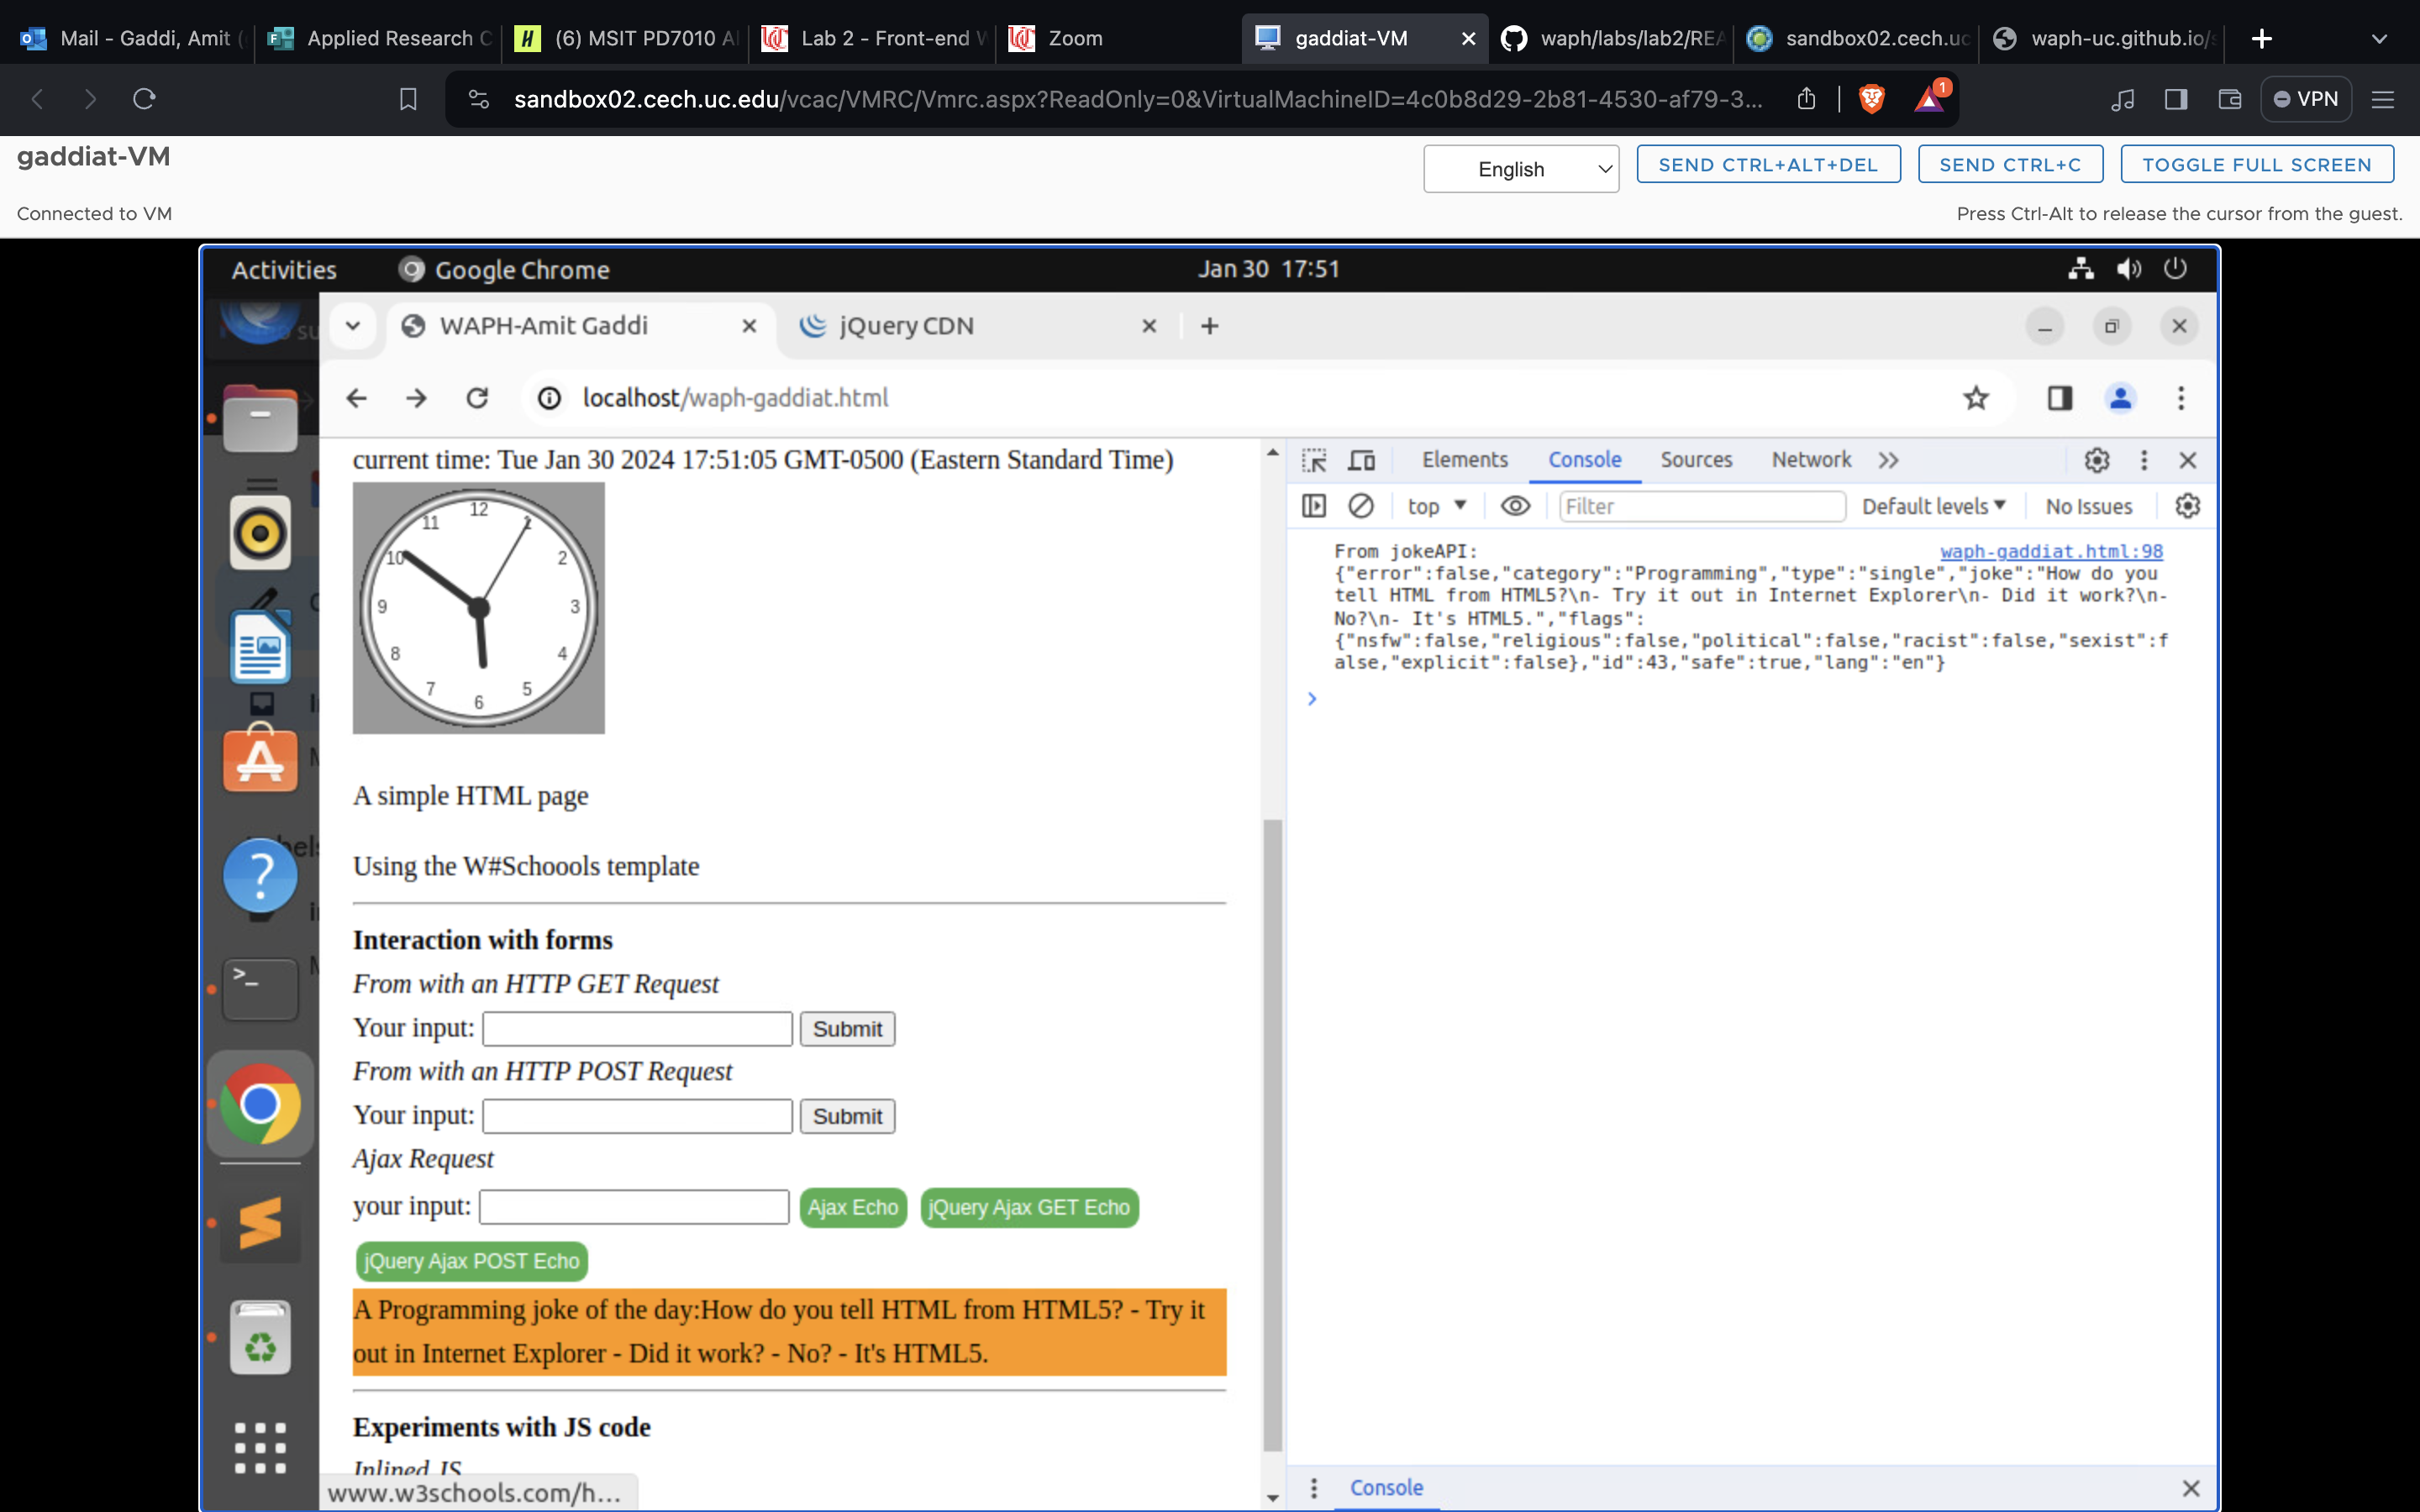 Mail - Gaddi, Amit (
Applied Research C
(6) MSIT PD7010 A
Lab 2 - Front-end W
Zoom
gaddiat-VM
waph/labs/lab2/REA
sandbox02.cech.uc
waph-uc.github.io/s
sandbox02.cech.uc.edu/vcac/VMRC/Vmrc.aspx?ReadOnly=0&VirtualMachineID=4c0b8d29-2b81-4530-af79-3...
1
VPN
gaddiat-VM
English
SEND CTRL+ALT+DEL
SEND CTRL+C
TOGGLE FULL SCREEN
Connected to VM
Press Ctrl-Alt to release the cursor from the guest.
Activities
Google Chrome
Jan 30 17:51
WAPH-Amit Gaddi
jQuery CDN
localhost/waph-gaddiat.html
current time: Tue Jan 30 2024 17:51:05 GMT-0500 (Eastern Standard Time)
12
1
2
3
4
5
6
7
8
9
10
11
A simple HTML page
Using the W#Schoools template
Interaction with forms
From with an HTTP GET Request
Your input:
Submit
From with an HTTP POST Request
Your input:
Submit
Ajax Request
your input:
Ajax Echo
jQuery Ajax GET Echo
jQuery Ajax POST Echo
A Programming joke of the day:How do you tell HTML from HTML5? - Try it
out in Internet Explorer - Did it work? - No? - It's HTML5.
Experiments with JS code
Inlined JS
www.w3schools.com/h...
Elements
Console
Sources
Network
top
Filter
Default levels
No Issues
From jokeAPI:
waph-gaddiat.html:98
{"error":false,"category":"Programming","type":"single","joke":"How do you
tell HTML from HTML5?\n- Try it out in Internet Explorer\n- Did it work?\n-
No?\n- It's HTML5.","flags":
{"nsfw":false,"religious":false,"political":false,"racist":false,"sexist":f
alse,"explicit":false},"id":43,"safe":true,"lang":"en"}
Console